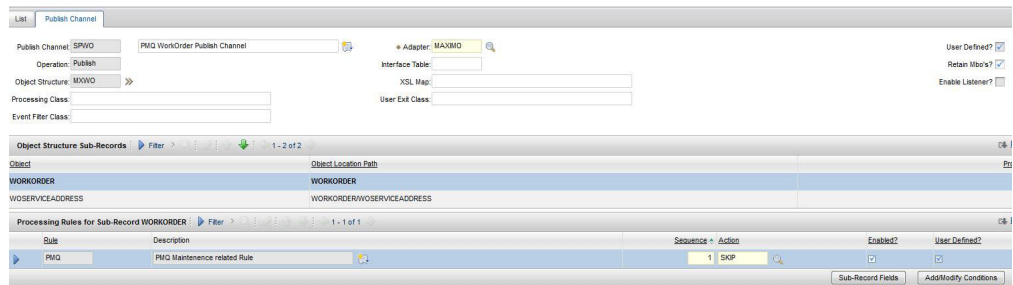 List Publish Channel
Publish Channel: SPWO PMQ WorkOrder Publish Channel Adapter: MAXIMO User Defined?
Operation: Publish Interface Table: Retain Mbo's?
Object Structure: MXWO XSL Map: Enable Listener?
Processing Class: User Exit Class:
Event Filter Class:
Object Structure Sub-Records Filter 1 - 2 of 2
Object Object Location Path
WORKORDER WORKORDER
WOSERVICEADDRESS WORKORDER/WOSERVICEADDRESS
Processing Rules for Sub-Record WORKORDER Filter 1 - 1 of 1
Rule Description Sequence Action Enabled? User Defined?
PMQ PMQ Maintenence related Rule 1 SKIP
Sub-Record Fields Add/Modify Conditions